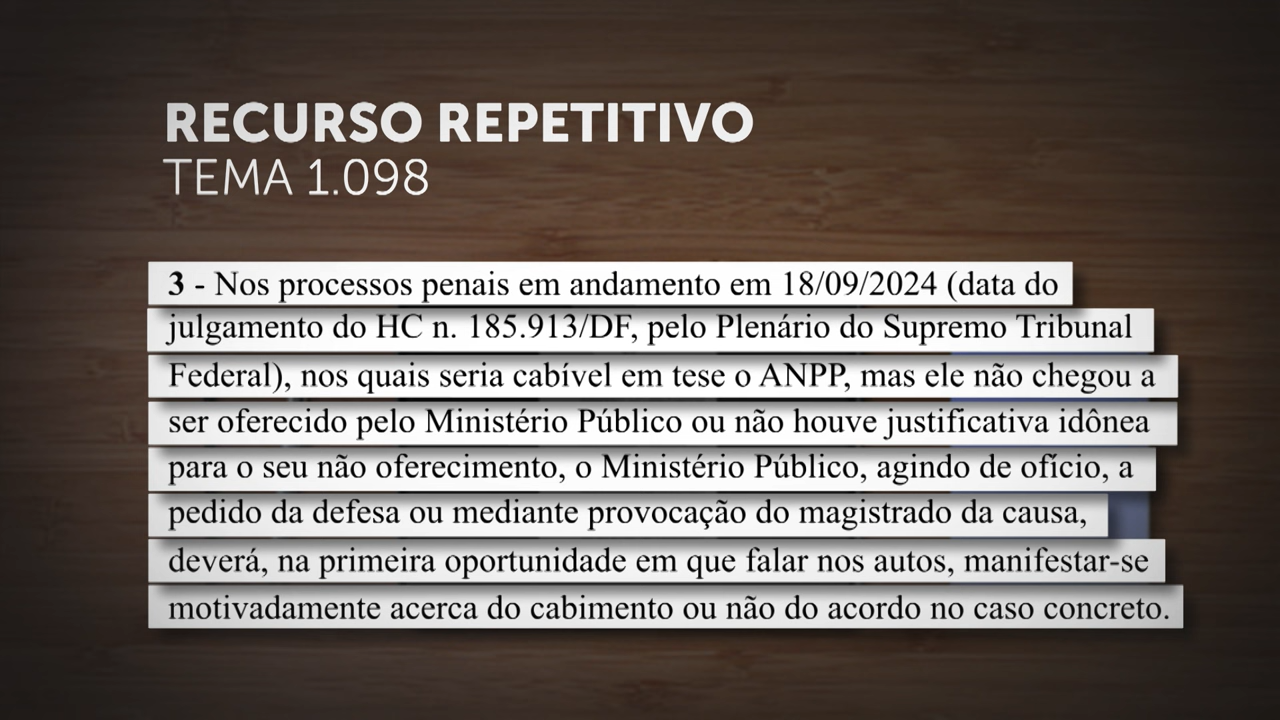 RECURSO REPETITIVO
TEMA 1.098
3 - Nos processos penais em andamento em 18/09/2024 (data do
julgamento do HC n. 185.913/DF, pelo Plenário do Supremo Tribunal
Federal), nos quais seria cabível em tese o ANPP, mas ele não chegou a
ser oferecido pelo Ministério Público ou não houve justificativa idônea
para o seu não oferecimento, o Ministério Público, agindo de ofício, a
pedido da defesa ou mediante provocação do magistrado da causa,
deverá, na primeira oportunidade em que falar nos autos, manifestar-se
motivadamente acerca do cabimento ou não do acordo no caso concreto.